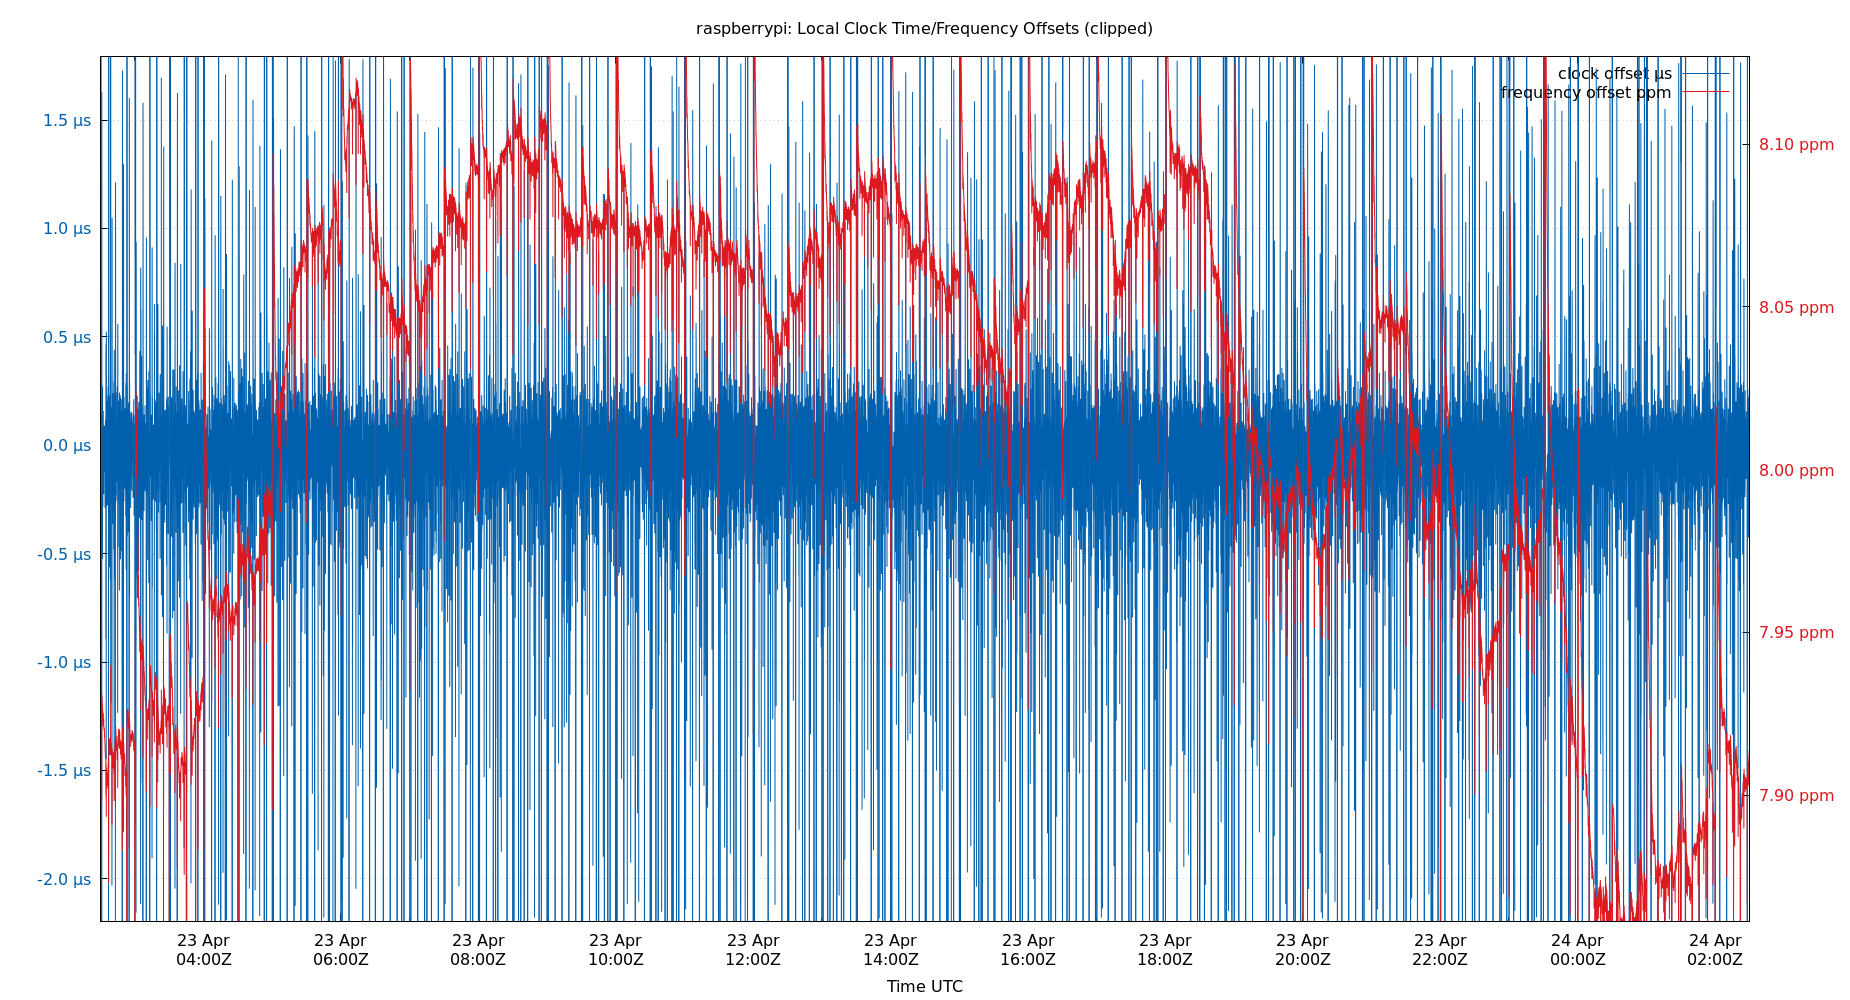 raspberrypi: Local Clock Time/Frequency Offsets (clipped)
clock offset µs
frequency offset ppm
1.5 µs
1.0 µs
0.5 µs
0.0 µs
-0.5 µs
-1.0 µs
-1.5 µs
-2.0 µs
8.10 ppm
8.05 ppm
8.00 ppm
7.95 ppm
7.90 ppm
23 Apr 23 Apr 23 Apr 23 Apr 23 Apr 23 Apr 23 Apr 23 Apr 23 Apr 23 Apr 24 Apr 24 Apr
04:00Z 06:00Z 08:00Z 10:00Z 12:00Z 14:00Z 16:00Z 18:00Z 20:00Z 22:00Z 00:00Z 02:00Z
Time UTC